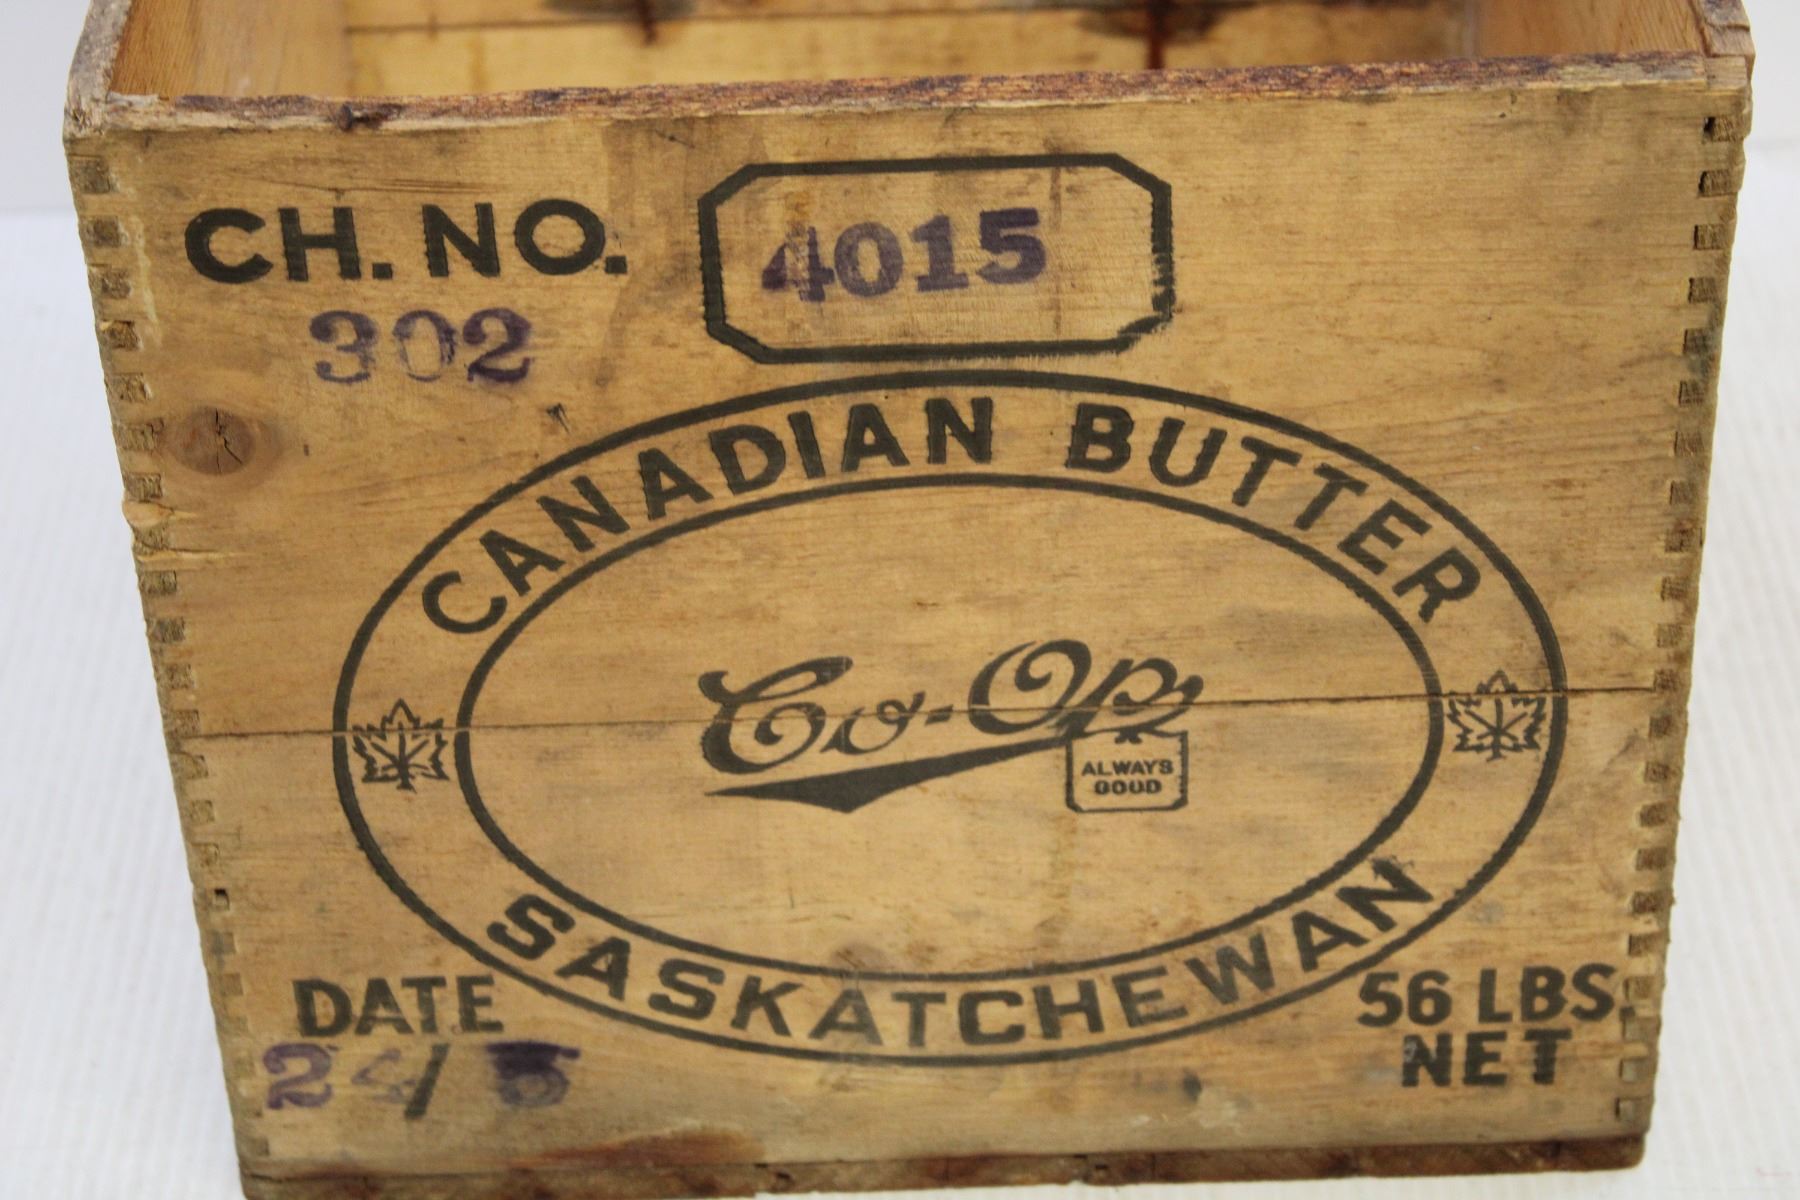 CH. NO.
4015
302
CANADIAN BUTTER
Co-Op
ALWAYS
GOOD
SASKATCHEWAN
DATE
56 LBS.
NET